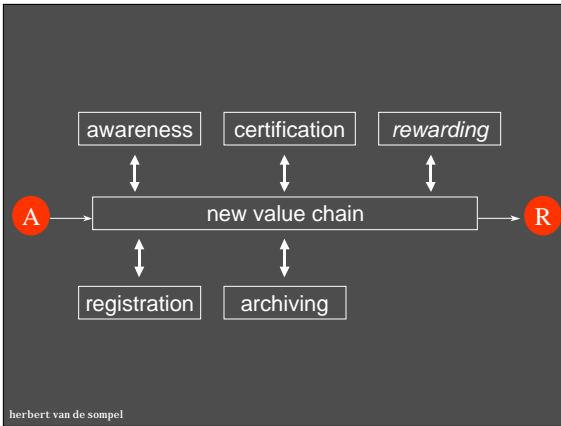 awareness certification rewarding
A new value chain R
registration archiving
herbert van de sompel